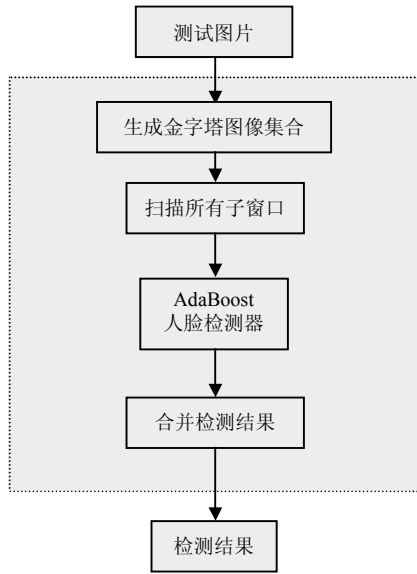 测试图片
生成金字塔图像集合
扫描所有子窗口
AdaBoost
人脸检测器
合并检测结果
检测结果